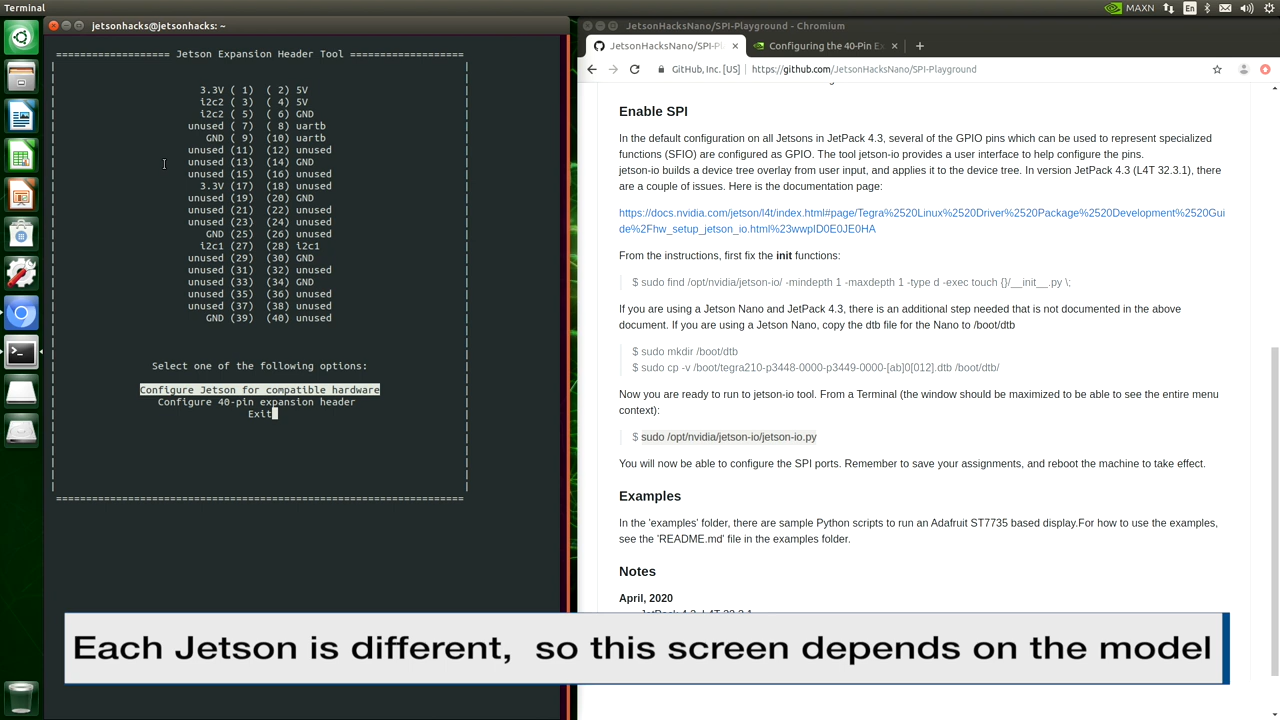 Terminal
MAXN
En
jetsonhacks@jetsonhacks: ~
=================== Jetson Expansion Header Tool ===================
3.3V ( 1) ( 2) 5V
i2c2 ( 3) ( 4) 5V
i2c2 ( 5) ( 6) GND
unused ( 7) ( 8) uartb
GND ( 9) (10) uartb
unused (11) (12) unused
unused (13) (14) GND
unused (15) (16) unused
3.3V (17) (18) unused
unused (19) (20) GND
unused (21) (22) unused
unused (23) (24) unused
GND (25) (26) unused
i2c1 (27) (28) i2c1
unused (29) (30) GND
unused (31) (32) unused
unused (33) (34) GND
unused (35) (36) unused
unused (37) (38) unused
GND (39) (40) unused
Select one of the following options:
Configure Jetson for compatible hardware
Configure 40-pin expansion header
Exit
====================================================================
JetsonHacksNano/SPI-Playground - Chromium
JetsonHacksNano/SPI-Pl
Configuring the 40-Pin Ex
GitHub, Inc. [US]
https://github.com/JetsonHacksNano/SPI-Playground
Enable SPI
In the default configuration on all Jetsons in JetPack 4.3, several of the GPIO pins which can be used to represent specialized
functions (SFIO) are configured as GPIO. The tool jetson-io provides a user interface to help configure the pins.
jetson-io builds a device tree overlay from user input, and applies it to the device tree. In version JetPack 4.3 (L4T 32.3.1), there
are a couple of issues. Here is the documentation page:
https://docs.nvidia.com/jetson/l4t/index.html#page/Tegra%2520Linux%2520Driver%2520Package%2520Development%2520Gui
de%2Fhw_setup_jetson_io.html%23wwpID0E0JE0HA
From the instructions, first fix the init functions:
$ sudo find /opt/nvidia/jetson-io/ -mindepth 1 -maxdepth 1 -type d -exec touch {}/__init__.py \;
If you are using a Jetson Nano and JetPack 4.3, there is an additional step needed that is not documented in the above
document. If you are using a Jetson Nano, copy the dtb file for the Nano to /boot/dtb
$ sudo mkdir /boot/dtb
$ sudo cp -v /boot/tegra210-p3448-0000-p3449-0000-[ab]0[012].dtb /boot/dtb/
Now you are ready to run to jetson-io tool. From a Terminal (the window should be maximized to be able to see the entire menu
context):
$ sudo /opt/nvidia/jetson-io/jetson-io.py
You will now be able to configure the SPI ports. Remember to save your assignments, and reboot the machine to take effect.
Examples
In the 'examples' folder, there are sample Python scripts to run an Adafruit ST7735 based display.For how to use the examples,
see the 'README.md' file in the examples folder.
Notes
April, 2020
JetPack 4.3, L4T 32.3.1
Each Jetson is different, so this screen depends on the model